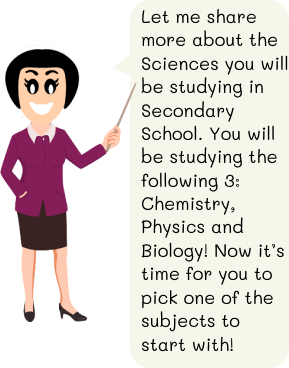 Let me share
more about the
Sciences you will
be studying in
Secondary
School. You will
be studying the
following 3:
Chemistry,
Physics and
Biology! Now it's
time for you to
pick one of the
subjects to
start with!